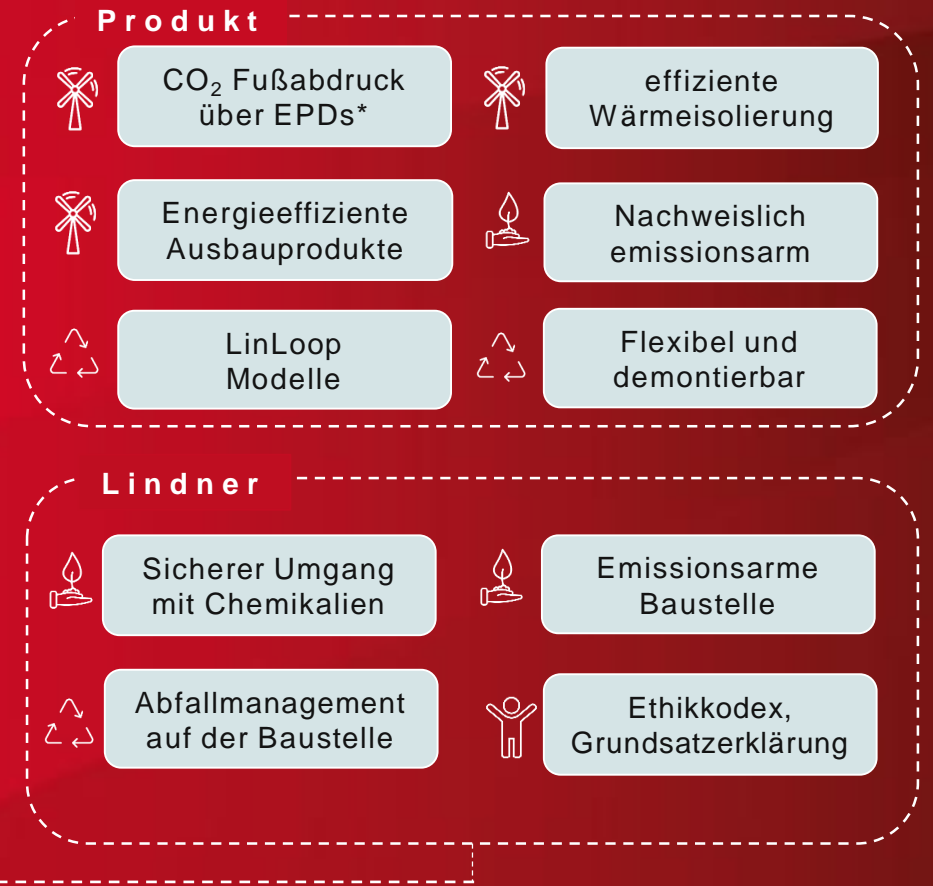 Produkt
CO₂ Fußabdruck
über EPDs*
effiziente
Wärmeisolierung
Energieeffiziente
Ausbauprodukte
Nachweislich
emissionsarm
LinLoop
Modelle
Flexibel und
demontierbar
Lindner
Sicherer Umgang
mit Chemikalien
Emissionsarme
Baustelle
Abfallmanagement
auf der Baustelle
Ethikkodex,
Grundsatzerklärung